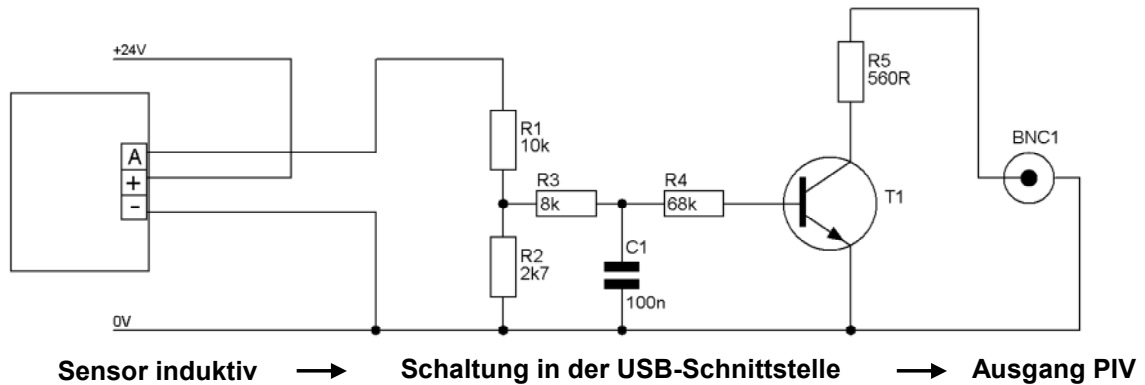 +24V
A
+
-
0V
R1
10k
R2
2k7
R3
8k
C1
100n
R4
68k
R5
560R
T1
BNC1
Sensor induktiv → Schaltung in der USB-Schnittstelle → Ausgang PIV